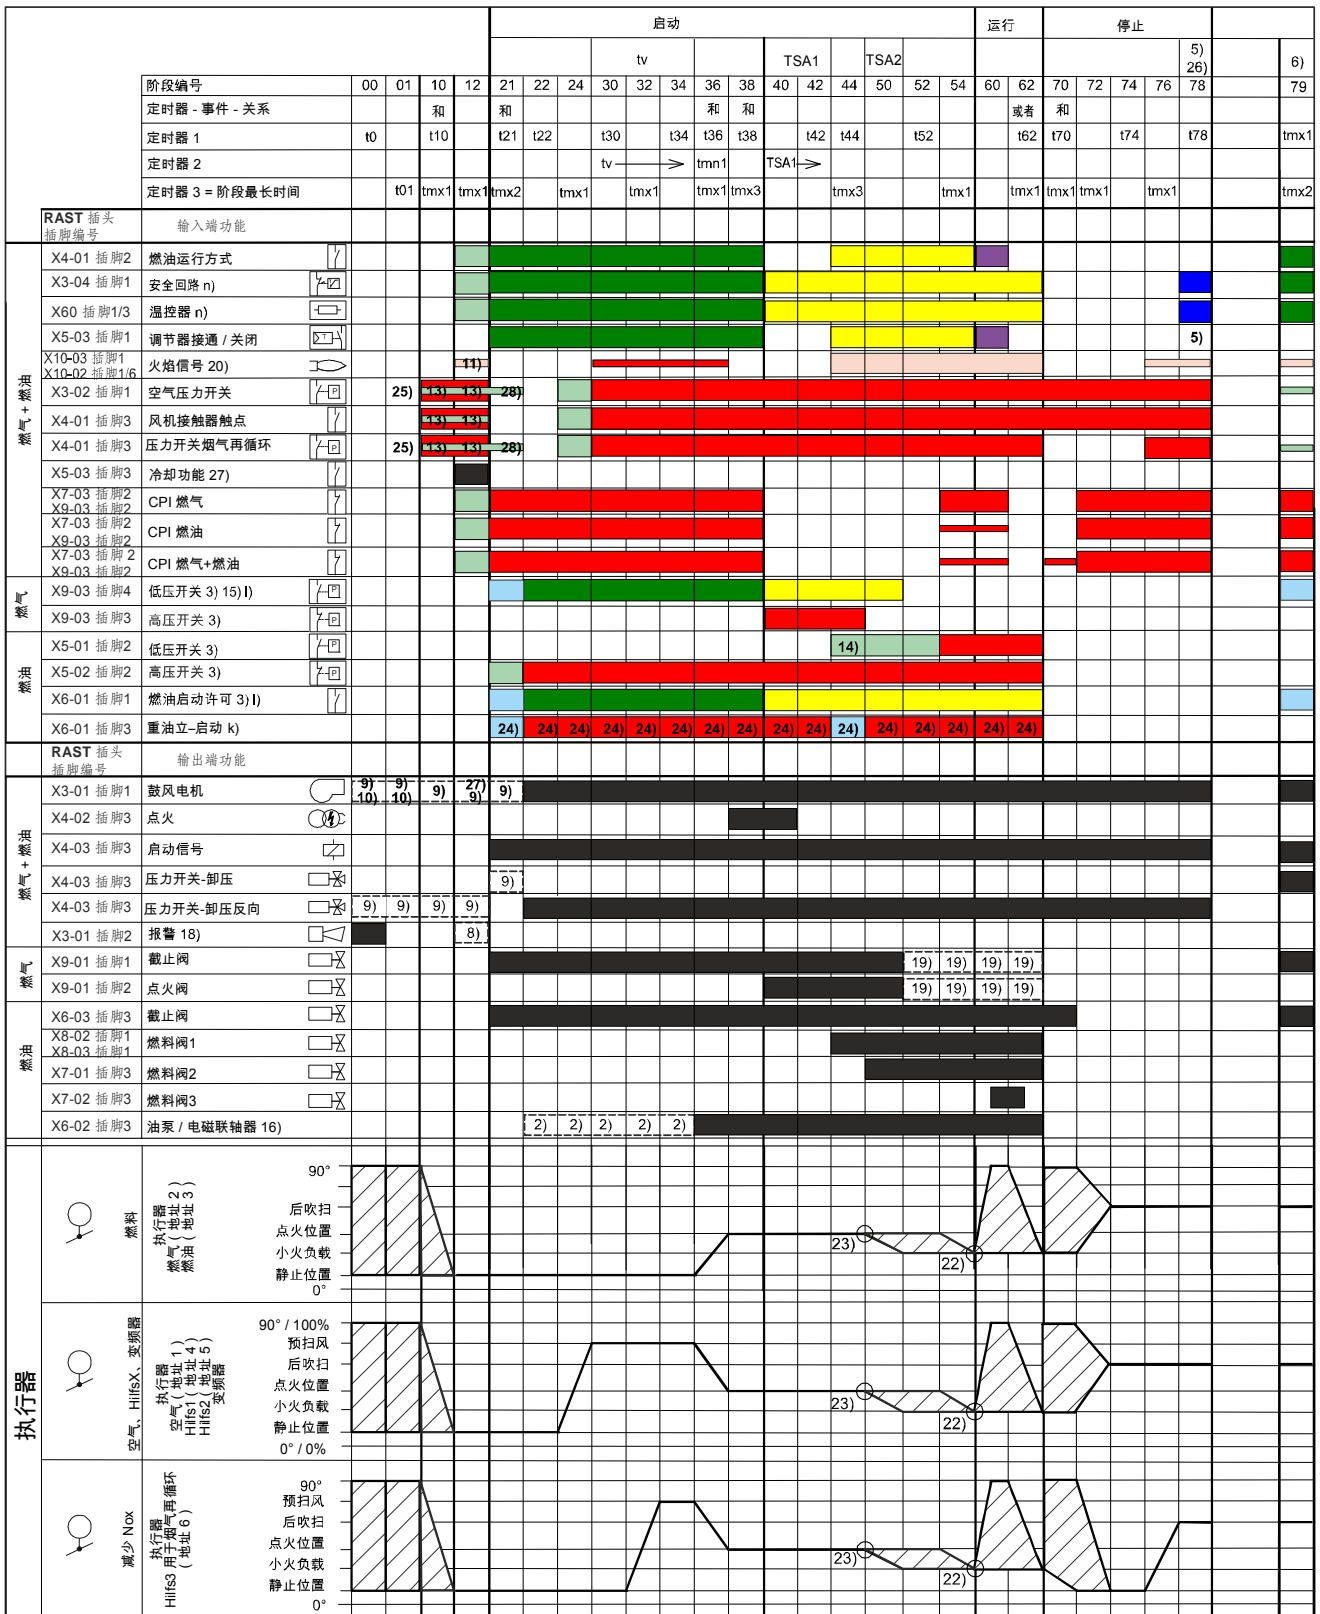 启动 运行 停止
tv TSA1 TSA2 5) 26) 6)
阶段编号 00 01 10 12 21 22 24 30 32 34 36 38 40 42 44 50 52 54 60 62 70 72 74 76 78 79
定时器 - 事件 - 关系 和 和 和 和 或者 和
定时器 1 t0 t10 t21 t22 t30 t34 t36 t38 t42 t44 t52 t62 t70 t74 t78 tmx1
定时器 2 tv tmn1 TSA1
定时器 3 = 阶段最长时间 t01 tmx1 tmx1 tmx2 tmx1 tmx1 tmx1 tmx3 tmx3 tmx1 tmx1 tmx1 tmx1 tmx1 tmx2
RAST 插头
插脚编号
输入端功能
燃气 + 燃油
X4-01 插脚2 燃油运行方式
X3-04 插脚1 安全回路 n)
X60 插脚1/3 温控器 n)
X5-03 插脚1 调节器接通 / 关闭 5)
X10-03 插脚1
X10-02 插脚1/6
火焰信号 20) 11)
X3-02 插脚1 空气压力开关 25) 13) 13) 28)
X4-01 插脚3 风机接触器触点 13) 13)
X4-01 插脚3 压力开关烟气再循环 25) 13) 13) 28)
X5-03 插脚3 冷却功能 27)
X7-03 插脚2
X9-03 插脚2
CPI 燃气
X7-03 插脚2
X9-03 插脚2
CPI 燃油
X7-03 插脚 2
X9-03 插脚2
CPI 燃气+燃油
燃气
X9-03 插脚4 低压开关 3) 15) l)
X9-03 插脚3 高压开关 3)
燃油
X5-01 插脚2 低压开关 3) 14)
X5-02 插脚2 高压开关 3)
X6-01 插脚1 燃油启动许可 3) l)
X6-01 插脚3 重油立–启动 k) 24) 24) 24) 24) 24) 24) 24) 24) 24) 24) 24) 24) 24) 24) 24) 24)
RAST 插头
插脚编号
输出端功能
燃气 + 燃油
X3-01 插脚1 鼓风电机 9) 10) 9) 10) 9) 27) 9) 9)
X4-02 插脚3 点火
X4-03 插脚3 启动信号
X4-03 插脚3 压力开关-卸压 9)
X4-03 插脚3 压力开关-卸压反向 9) 9) 9) 9)
X3-01 插脚2 报警 18) 8)
燃气
X9-01 插脚1 截止阀 19) 19) 19) 19)
X9-01 插脚2 点火阀 19) 19) 19) 19)
燃油
X6-03 插脚3 截止阀
X8-02 插脚1
X8-03 插脚1
燃料阀1
X7-01 插脚3 燃料阀2
X7-02 插脚3 燃料阀3
X6-02 插脚3 油泵 / 电磁联轴器 16) 2) 2) 2) 2) 2)
执行器
燃料
执行器
燃气 ( 地址 2 )
燃油 ( 地址 3 )
90°
后吹扫
点火位置
小火负载
静止位置
0°
23)
22)
空气、HilfsX、变频器
执行器
空气 ( 地址 1 )
Hilfs1 ( 地址 4 )
Hilfs2 ( 地址 5 )
变频器
90° / 100%
预扫风
后吹扫
点火位置
小火负载
静止位置
0° / 0%
23)
22)
减少 Nox
执行器
Hilfs3 用于烟气再循环
( 地址 6 )
90°
预扫风
后吹扫
点火位置
小火负载
静止位置
0°
23)
22)